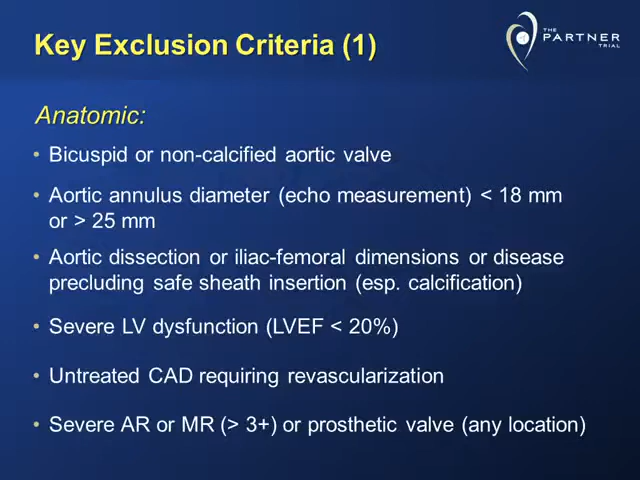 Key Exclusion Criteria (1)
THE
PARTNER
TRIAL
Anatomic:
• Bicuspid or non-calcified aortic valve
• Aortic annulus diameter (echo measurement) < 18 mm
or > 25 mm
• Aortic dissection or iliac-femoral dimensions or disease
precluding safe sheath insertion (esp. calcification)
• Severe LV dysfunction (LVEF < 20%)
• Untreated CAD requiring revascularization
• Severe AR or MR (> 3+) or prosthetic valve (any location)